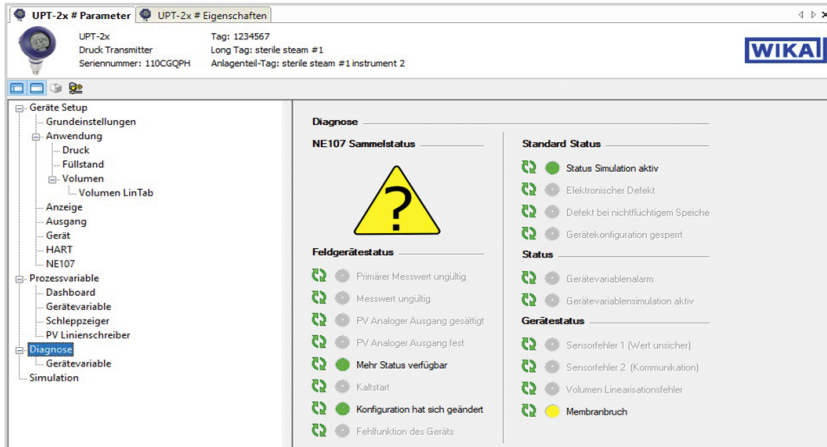 UPT-2x # Parameter
UPT-2x # Eigenschaften
UPT-2x
Tag: 1234567
Druck Transmitter
Long Tag: sterile steam #1
Seriennummer: 110CGQPH
Anlagenteil-Tag: sterile steam #1 instrument 2
WIKA
Geräte Setup
Grundeinstellungen
Anwendung
Druck
Füllstand
Volumen
Volumen LinTab
Anzeige
Ausgang
Gerät
HART
NE107
Prozessvariable
Dashboard
Gerätevariable
Schleppzeiger
PV Linienschreiber
Diagnose
Gerätevariable
Simulation
Diagnose
NE107 Sammelstatus
?
Feldgerätestatus
Primärer Messwert ungültig
Messwert ungültig
PV Analoger Ausgang gesättigt
PV Analoger Ausgang fest
Mehr Status verfügbar
Kaltstart
Konfiguration hat sich geändert
Fehlfunktion des Geräts
Standard Status
Status Simulation aktiv
Elektronischer Defekt
Defekt bei nichtflüchtigem Speiche
Gerätekonfiguration gesperrt
Status
Gerätevariablenalarm
Gerätevariablensimulation aktiv
Gerätestatus
Sensorfehler 1 (Wert unsicher)
Sensorfehler 2 (Kommunikation)
Volumen Linearisationsfehler
Membranbruch